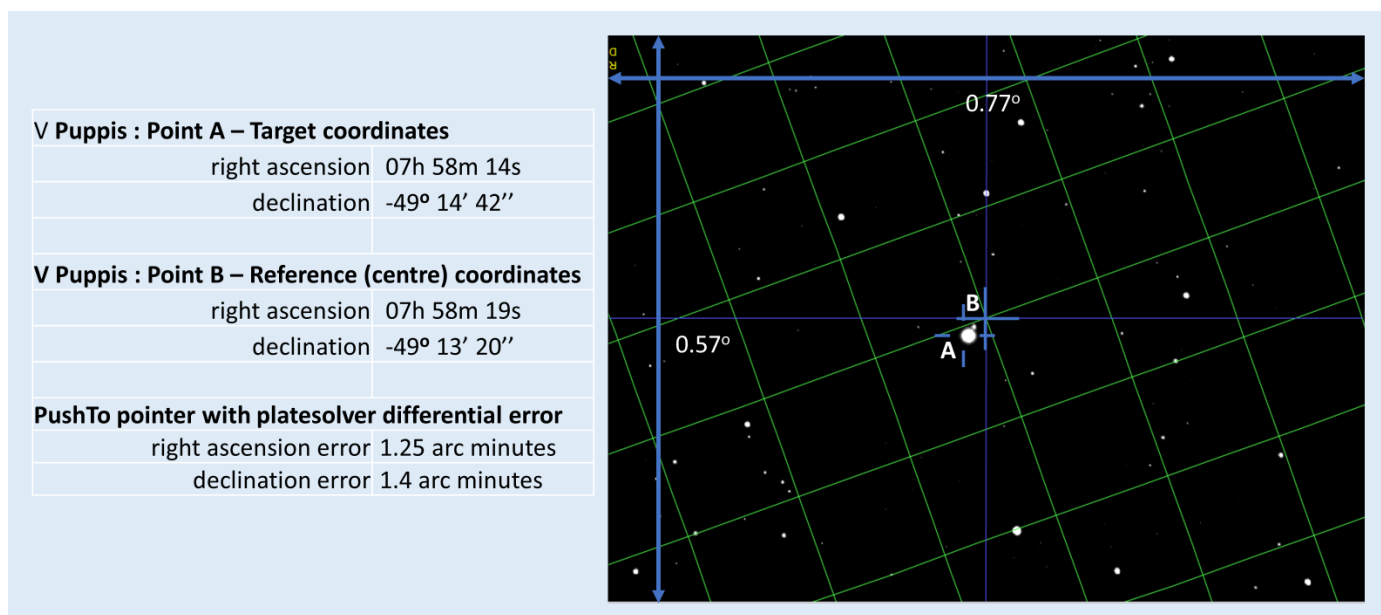 V Puppis : Point A – Target coordinates
right ascension 07h 58m 14s
declination -49º 14’ 42’’
V Puppis : Point B – Reference (centre) coordinates
right ascension 07h 58m 19s
declination -49º 13’ 20’’
PushTo pointer with platesolver differential error
right ascension error 1.25 arc minutes
declination error 1.4 arc minutes
D
R
0.77º
B
0.57º
A